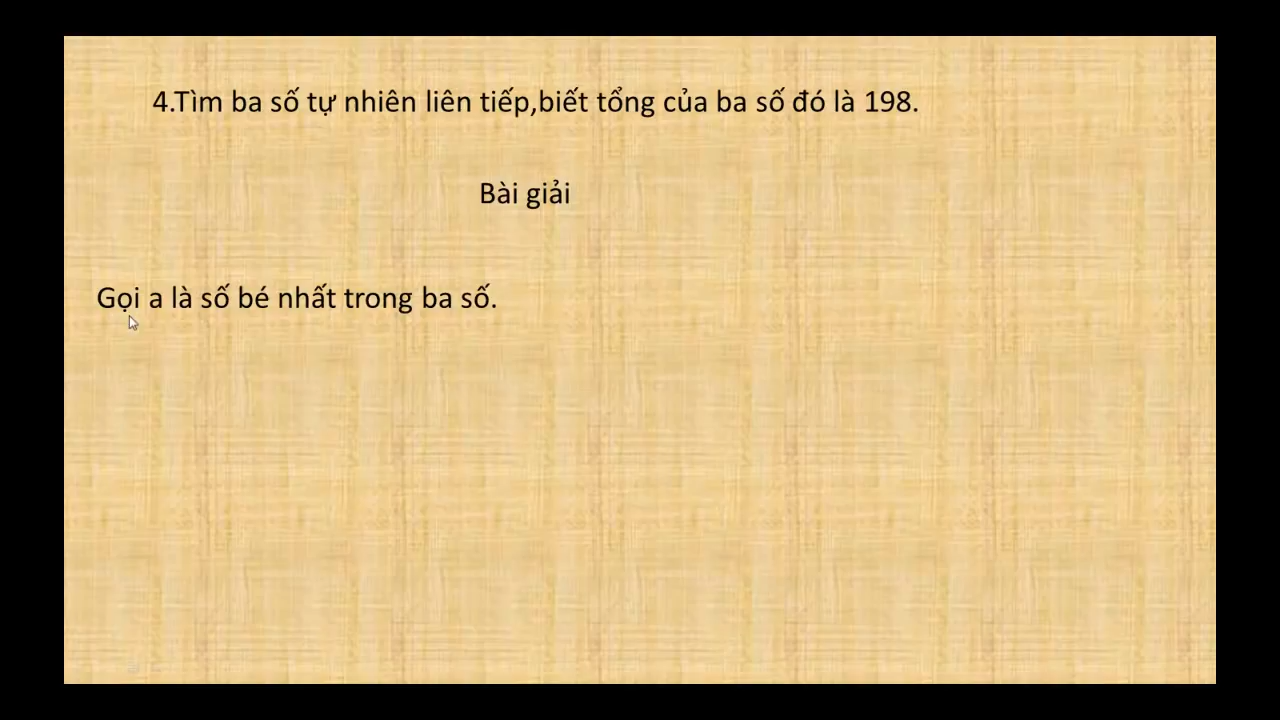 4.Tìm ba số tự nhiên liên tiếp,biết tổng của ba số đó là 198.
Bài giải
Gọi a là số bé nhất trong ba số.